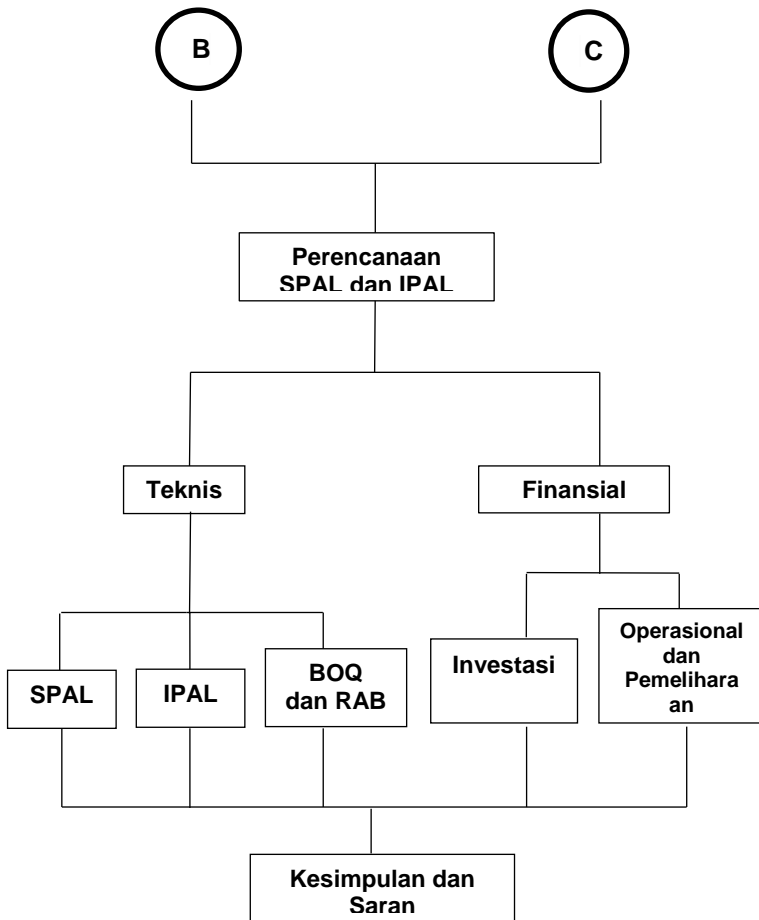 B
C
Perencanaan
SPAL dan IPAL
Teknis
Finansial
SPAL
IPAL
BOQ
dan RAB
Investasi
Operasional
dan
Pemelihara
an
Kesimpulan dan
Saran